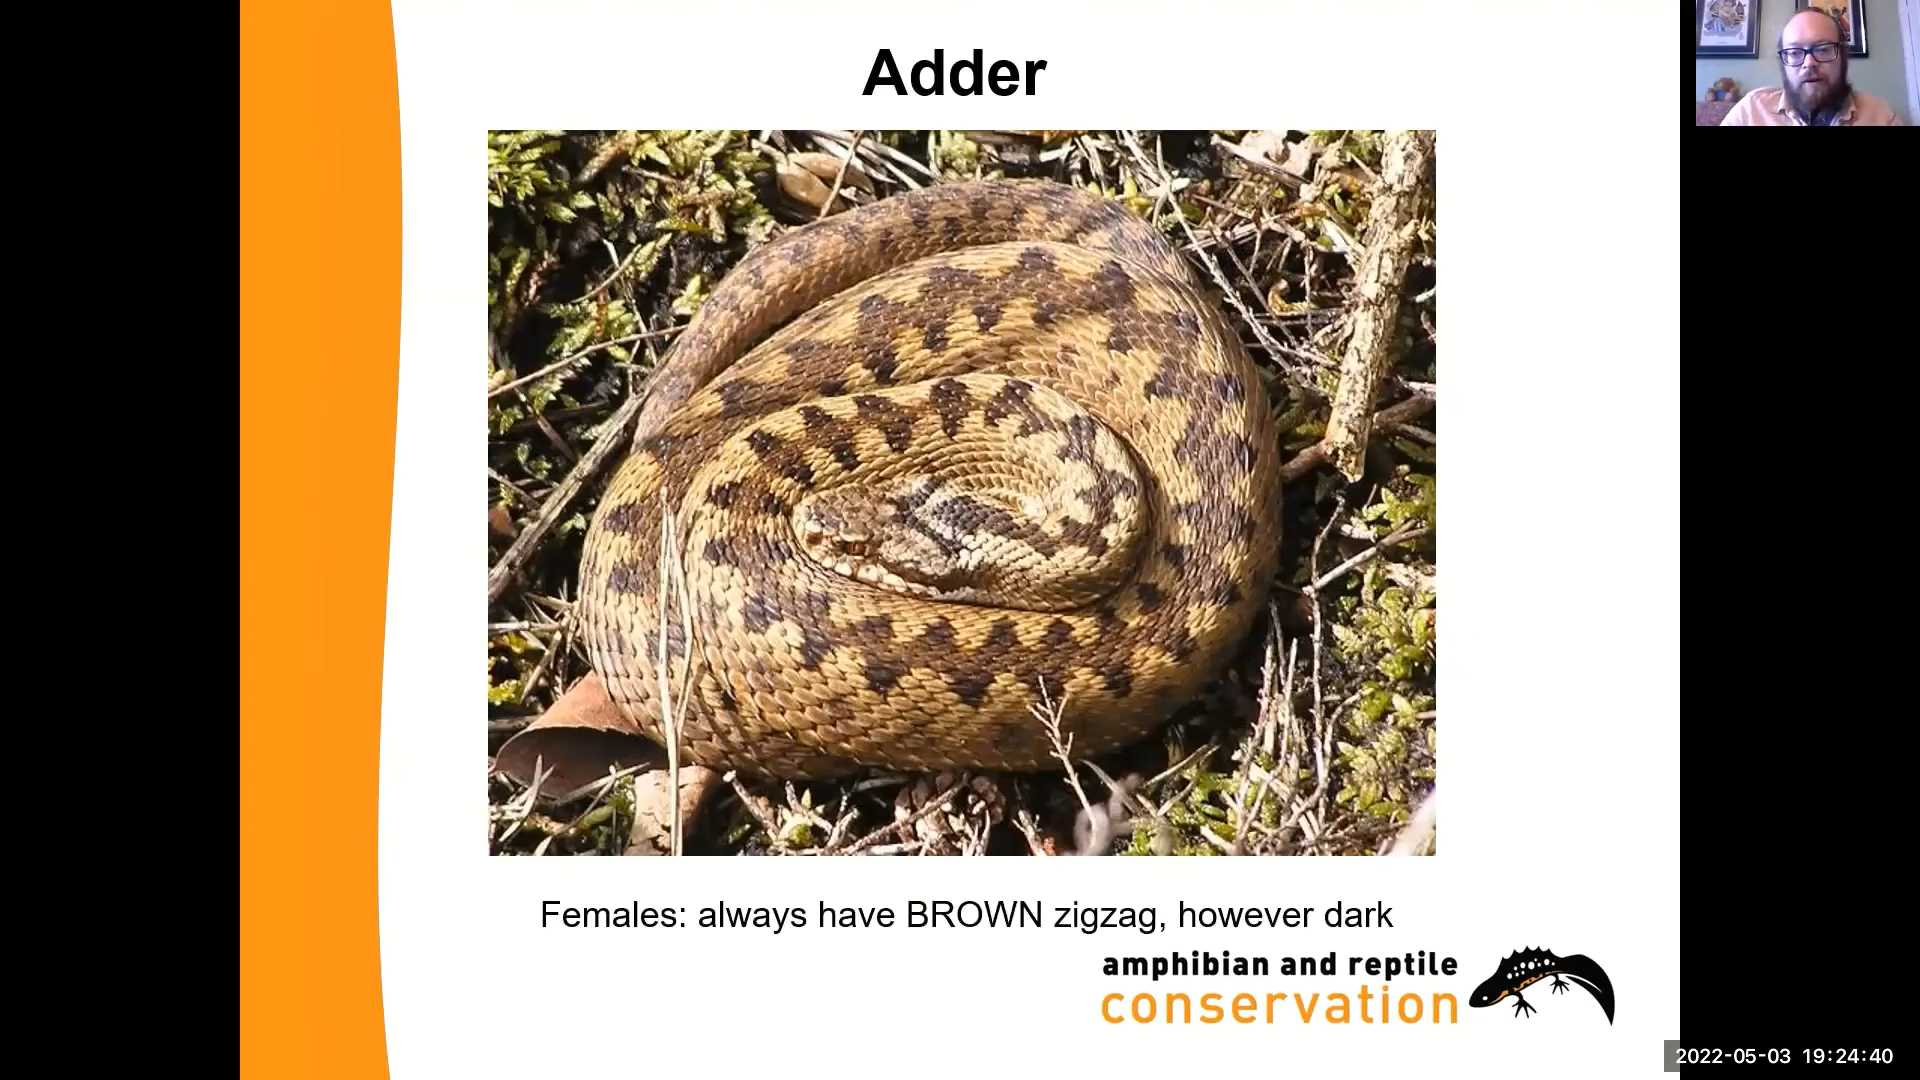 Adder
Females: always have BROWN zigzag, however dark
amphibian and reptile
conservation
2022-05-03 19:24:40